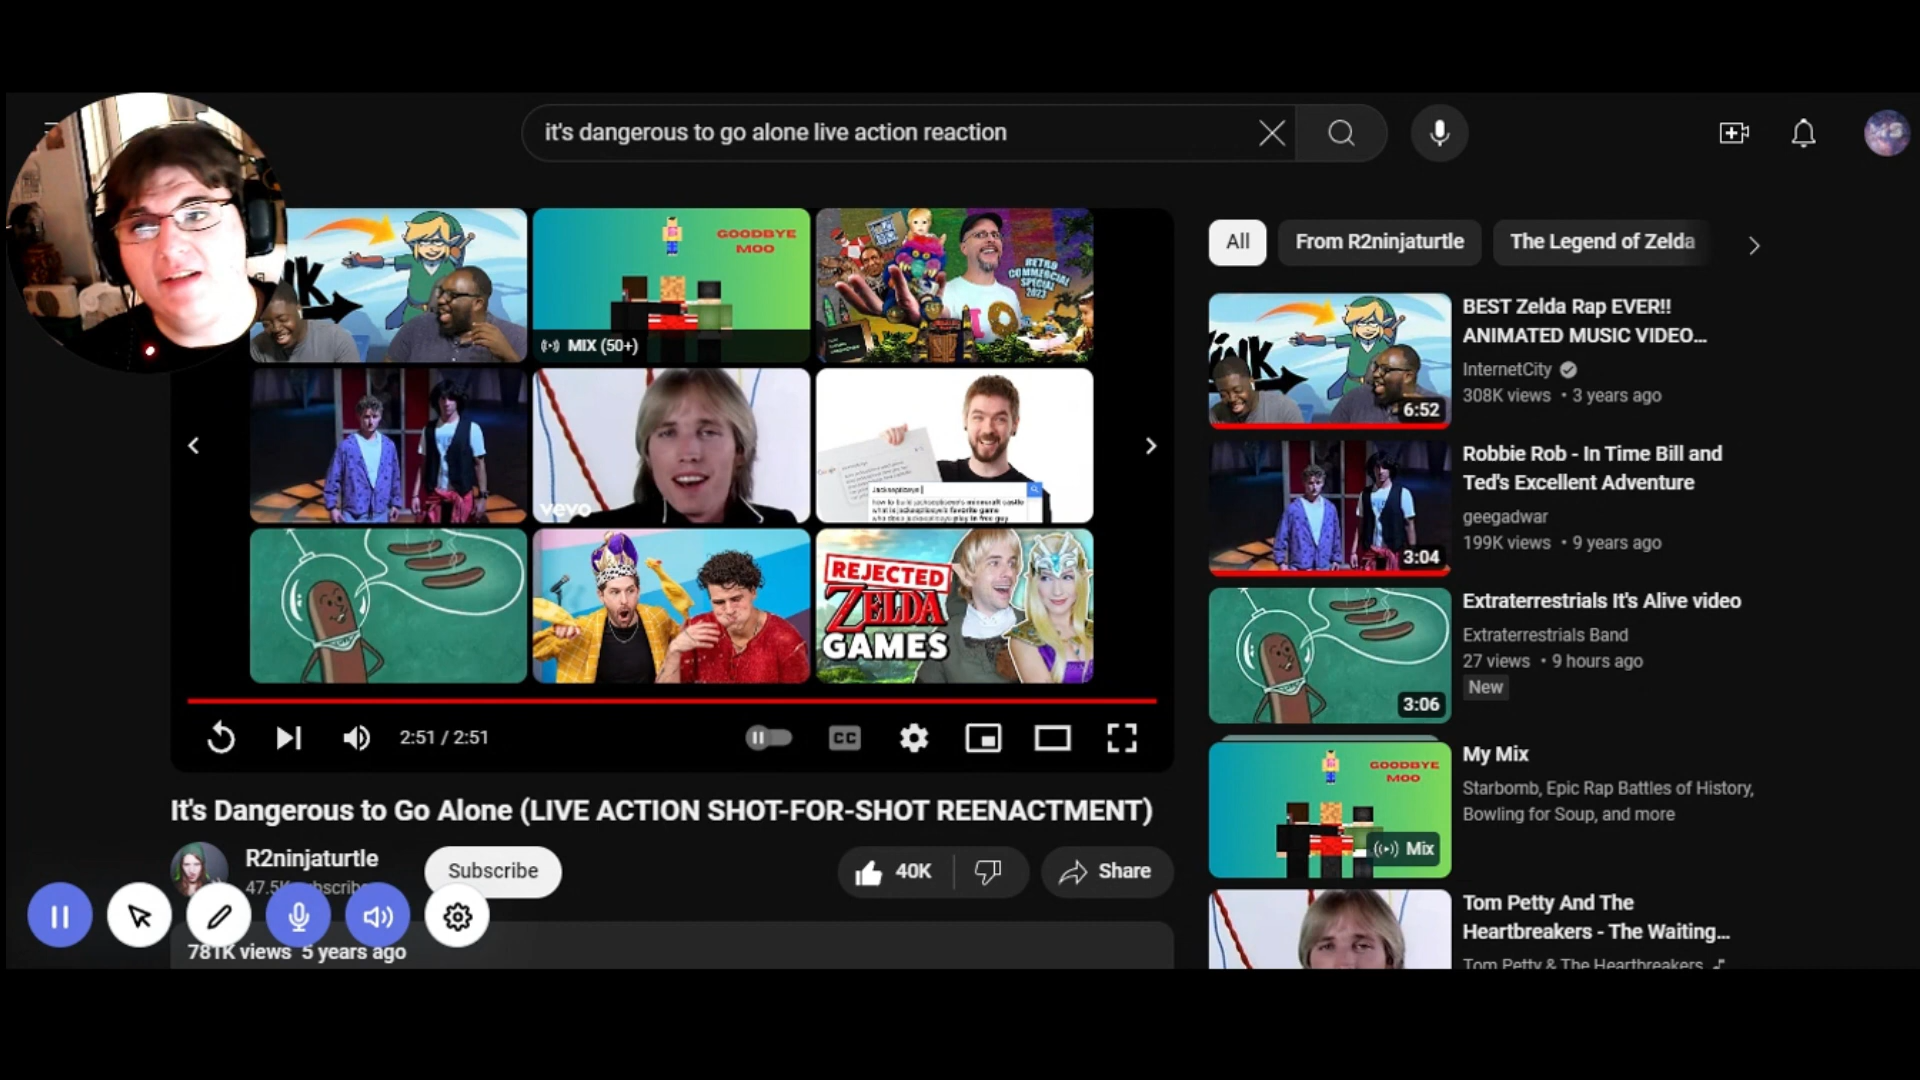 it's dangerous to go alone live action reaction
GOODBYE
MOO
MIX (50+)
RETRO
COMMERCIAL
SPECIAL
2023
vevo
REJECTED
ZELDA
GAMES
2:51 / 2:51
CC
It's Dangerous to Go Alone (LIVE ACTION SHOT-FOR-SHOT REENACTMENT)
R2ninjaturtle
Subscribe
40K
Share
781K views 5 years ago
All
From R2ninjaturtle
The Legend of Zelda
6:52
BEST Zelda Rap EVER!!
ANIMATED MUSIC VIDEO...
InternetCity
308K views • 3 years ago
3:04
Robbie Rob - In Time Bill and
Ted's Excellent Adventure
geegadwar
199K views • 9 years ago
3:06
Extraterrestrials It's Alive video
Extraterrestrials Band
27 views • 9 hours ago
New
GOODBYE
MOO
Mix
My Mix
Starbomb, Epic Rap Battles of History,
Bowling for Soup, and more
Tom Petty And The
Heartbreakers - The Waiting...
Tom Petty & The Heartbreakers